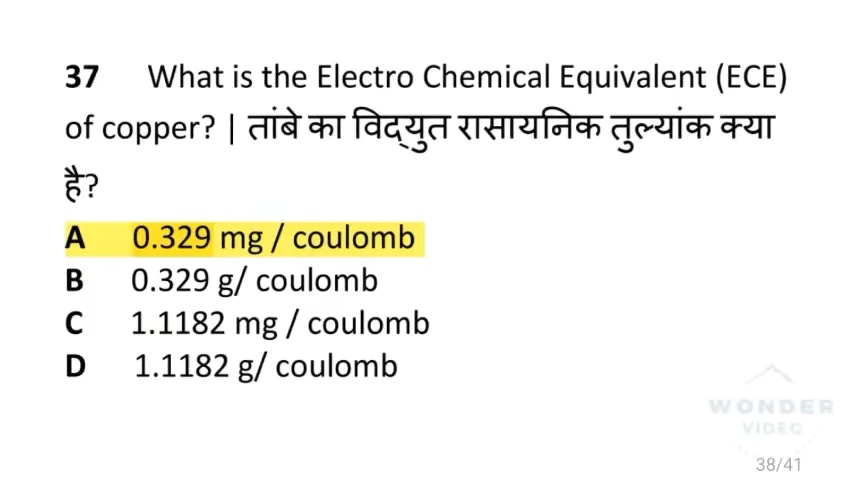 37 What is the Electro Chemical Equivalent (ECE)
of copper? | तांबे का विद्युत रासायनिक तुल्यांक क्या
है?
A 0.329 mg / coulomb
B 0.329 g/ coulomb
C 1.1182 mg / coulomb
D 1.1182 g/ coulomb
WONDER
VIDEO
38/41